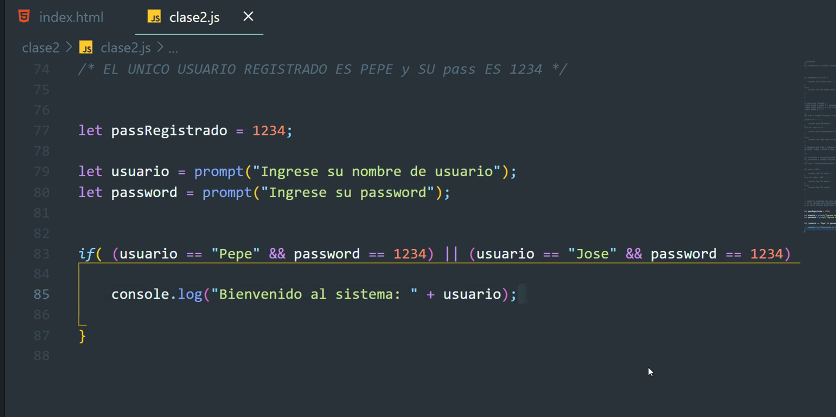 index.html JS clase2.js
clase2 > JS clase2.js > ...
74 /* EL UNICO USUARIO REGISTRADO ES PEPE y SU pass ES 1234 */
75
76
77 let passRegistrado = 1234;
78
79 let usuario = prompt("Ingrese su nombre de usuario");
80 let password = prompt("Ingrese su password");
81
82
83 if( (usuario == "Pepe" && password == 1234) || (usuario == "Jose" && password == 1234)
84
85 console.log("Bienvenido al sistema: " + usuario);
86
87 }
88